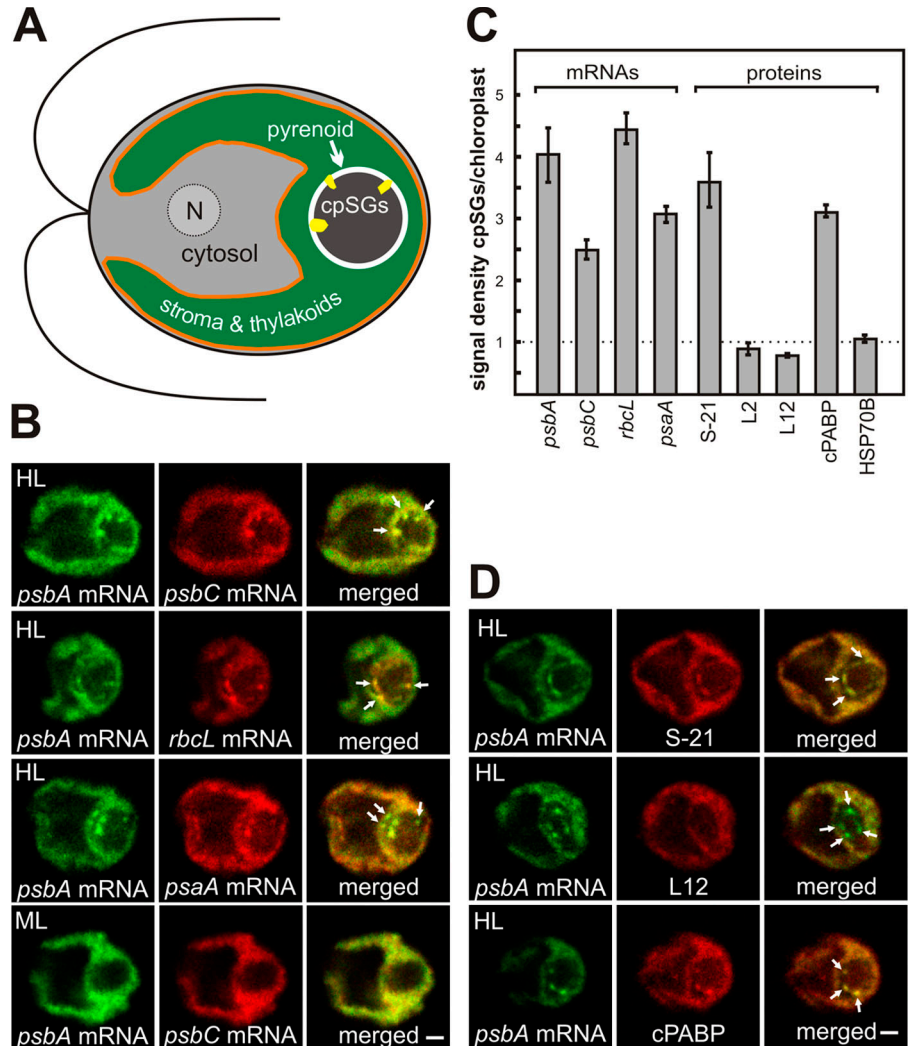 A
pyrenoid
cpSGs
N
cytosol
stroma & thylakoids
B
HL
psbA mRNA
psbC mRNA
merged
HL
psbA mRNA
rbcL mRNA
merged
HL
psbA mRNA
psaA mRNA
merged
ML
psbA mRNA
psbC mRNA
merged
C
mRNAs
proteins
signal density cpSGs/chloroplast
5
4
3
2
1
psbA
psbC
rbcL
psaA
S-21
L2
L12
cPABP
HSP70B
D
HL
psbA mRNA
S-21
merged
HL
psbA mRNA
L12
merged
HL
psbA mRNA
cPABP
merged